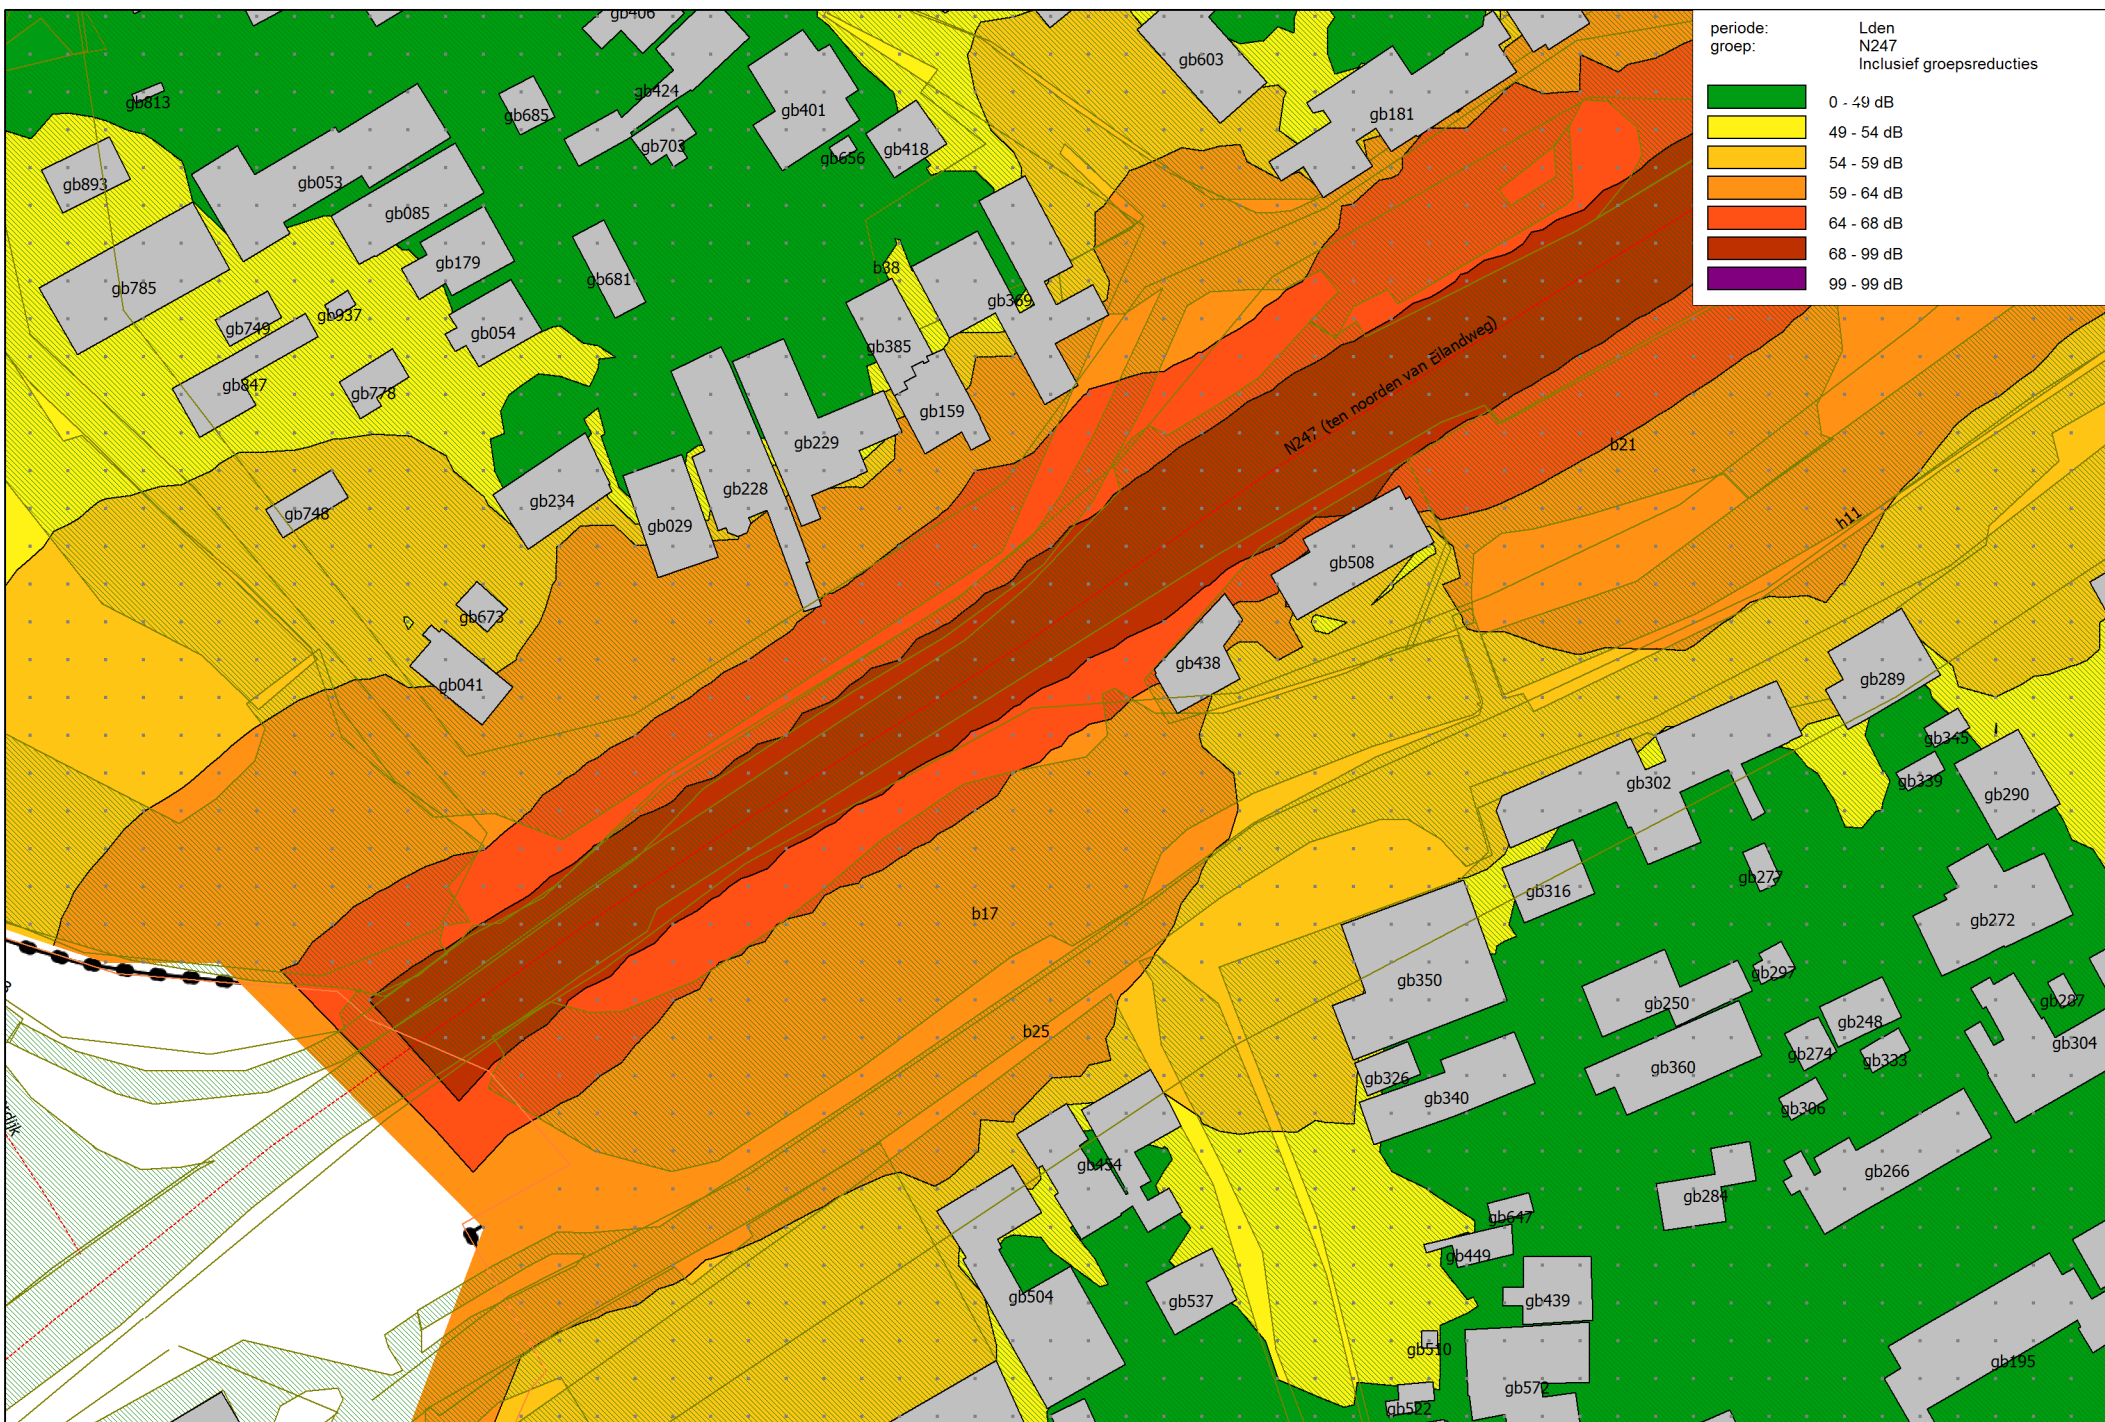 periode: Lden
groep: N247
Inclusief groepsreducties
0 - 49 dB
49 - 54 dB
54 - 59 dB
59 - 64 dB
64 - 68 dB
68 - 99 dB
99 - 99 dB
gb406
gb603
gb813
gb424
gb685
gb401
gb181
gb703
gb656
gb418
gb893
gb053
gb085
gb179
b38
gb681
gb785
gb369
gb937
gb749
gb054
gb385
N247 (ten noorden van Eilandweg)
gb847
gb778
gb159
gb229
b21
gb234
gb228
gb748
gb029
h11
gb508
gb673
gb438
gb041
gb289
gb345
gb302
gb339
gb290
gb277
gb316
b17
gb272
gb350
gb297
gb250
gb287
gb248
b25
gb304
gb274
gb333
gb360
gb326
gb340
gb306
gb454
gb266
gb284
gb647
gb449
gb504
gb537
gb439
gb510
gb195
gb572
gb522